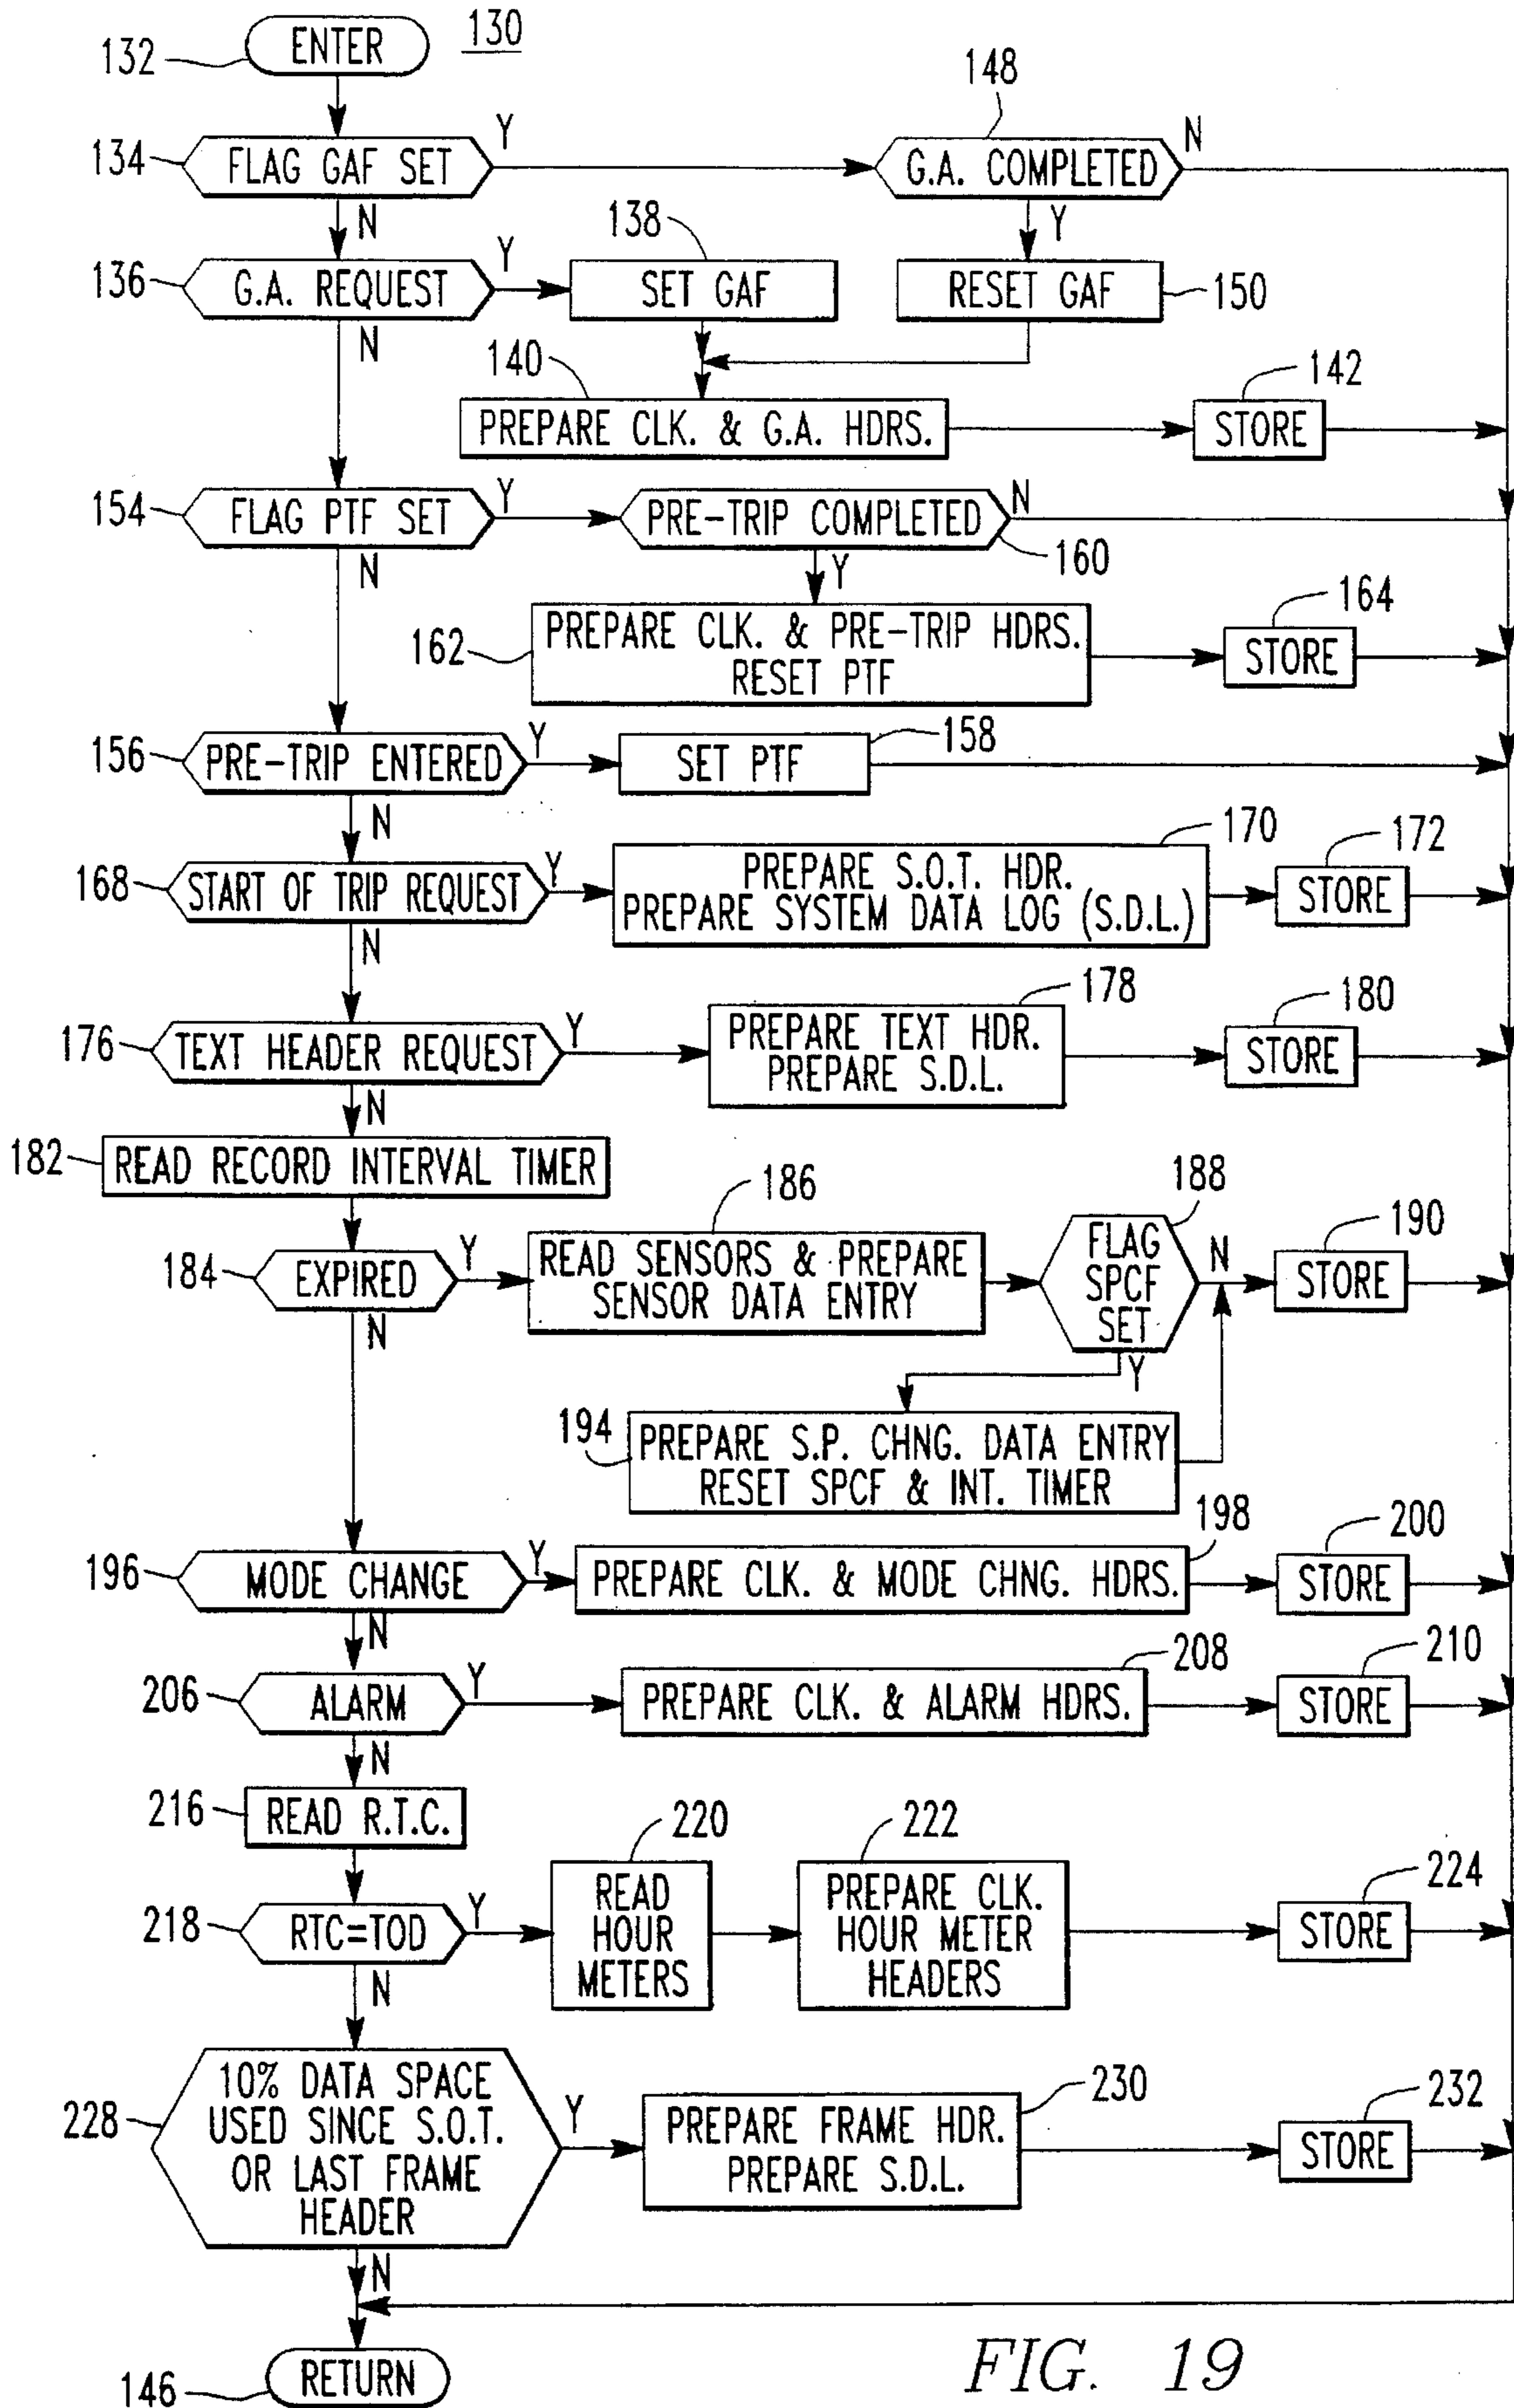 132
ENTER
130
148
134
FLAG GAF SET
Y
G.A. COMPLETED
N
N
138
Y
136
G.A. REQUEST
Y
SET GAF
RESET GAF
150
N
140
142
PREPARE CLK. & G.A. HDRS.
STORE
154
FLAG PTF SET
Y
PRE-TRIP COMPLETED
N
160
N
Y
164
162
PREPARE CLK. & PRE-TRIP HDRS.
RESET PTF
STORE
156
PRE-TRIP ENTERED
Y
SET PTF
158
N
170
172
168
START OF TRIP REQUEST
Y
PREPARE S.O.T. HDR.
PREPARE SYSTEM DATA LOG (S.D.L.)
STORE
N
178
180
176
TEXT HEADER REQUEST
Y
PREPARE TEXT HDR.
PREPARE S.D.L.
STORE
N
182
READ RECORD INTERVAL TIMER
186
188
190
184
EXPIRED
Y
READ SENSORS & PREPARE
SENSOR DATA ENTRY
FLAG
SPCF
SET
N
STORE
N
Y
194
PREPARE S.P. CHNG. DATA ENTRY
RESET SPCF & INT. TIMER
198
200
196
MODE CHANGE
Y
PREPARE CLK. & MODE CHNG. HDRS.
STORE
N
208
210
206
ALARM
Y
PREPARE CLK. & ALARM HDRS.
STORE
N
216
READ R.T.C.
220
222
224
218
RTC=TOD
Y
READ
HOUR
METERS
PREPARE CLK.
HOUR METER
HEADERS
STORE
N
228
10% DATA SPACE
USED SINCE S.O.T.
OR LAST FRAME
HEADER
Y
230
PREPARE FRAME HDR.
PREPARE S.D.L.
232
STORE
N
146
RETURN
FIG. 19